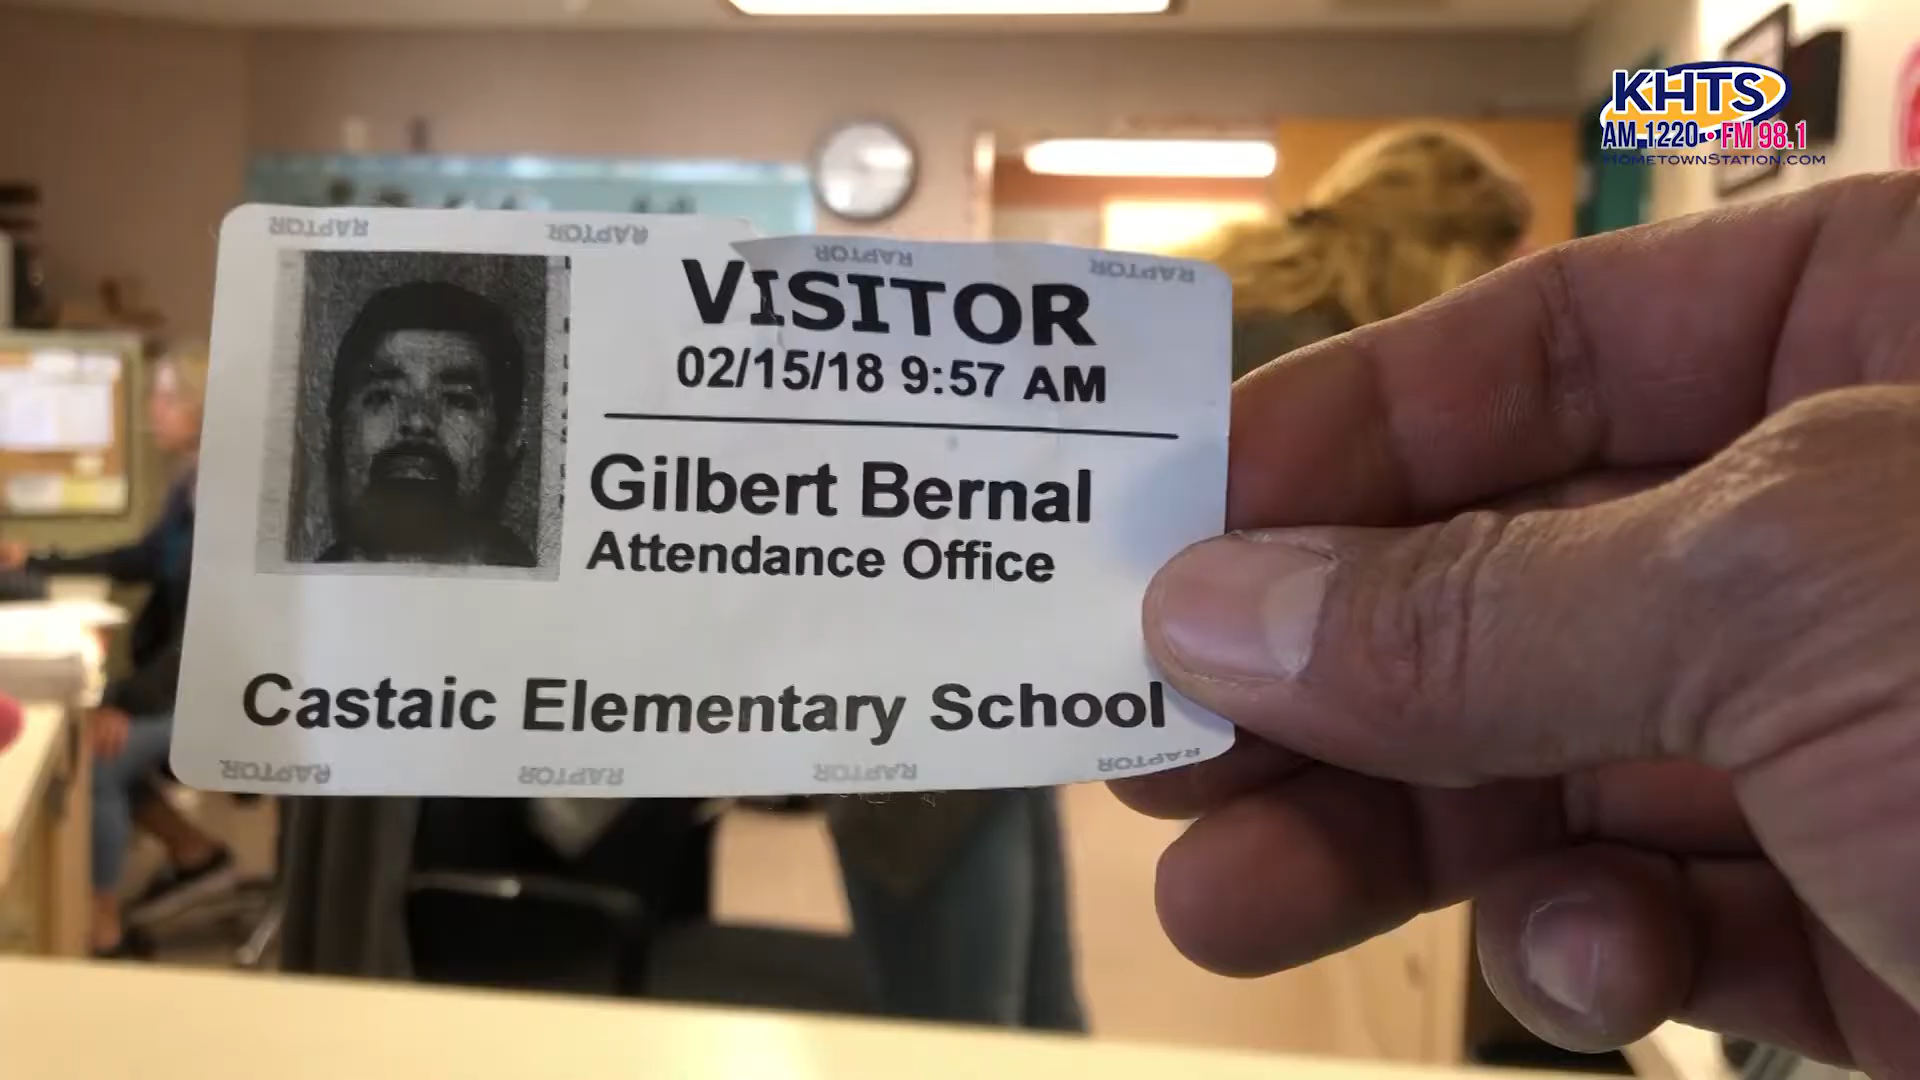 KHTS
AM 1220 • FM 98.1
HOMETOWNSTATION.COM
RAPTOR RAPTOR RAPTOR RAPTOR
VISITOR
02/15/18 9:57 AM
Gilbert Bernal
Attendance Office
Castaic Elementary School
RAPTOR RAPTOR RAPTOR RAPTOR